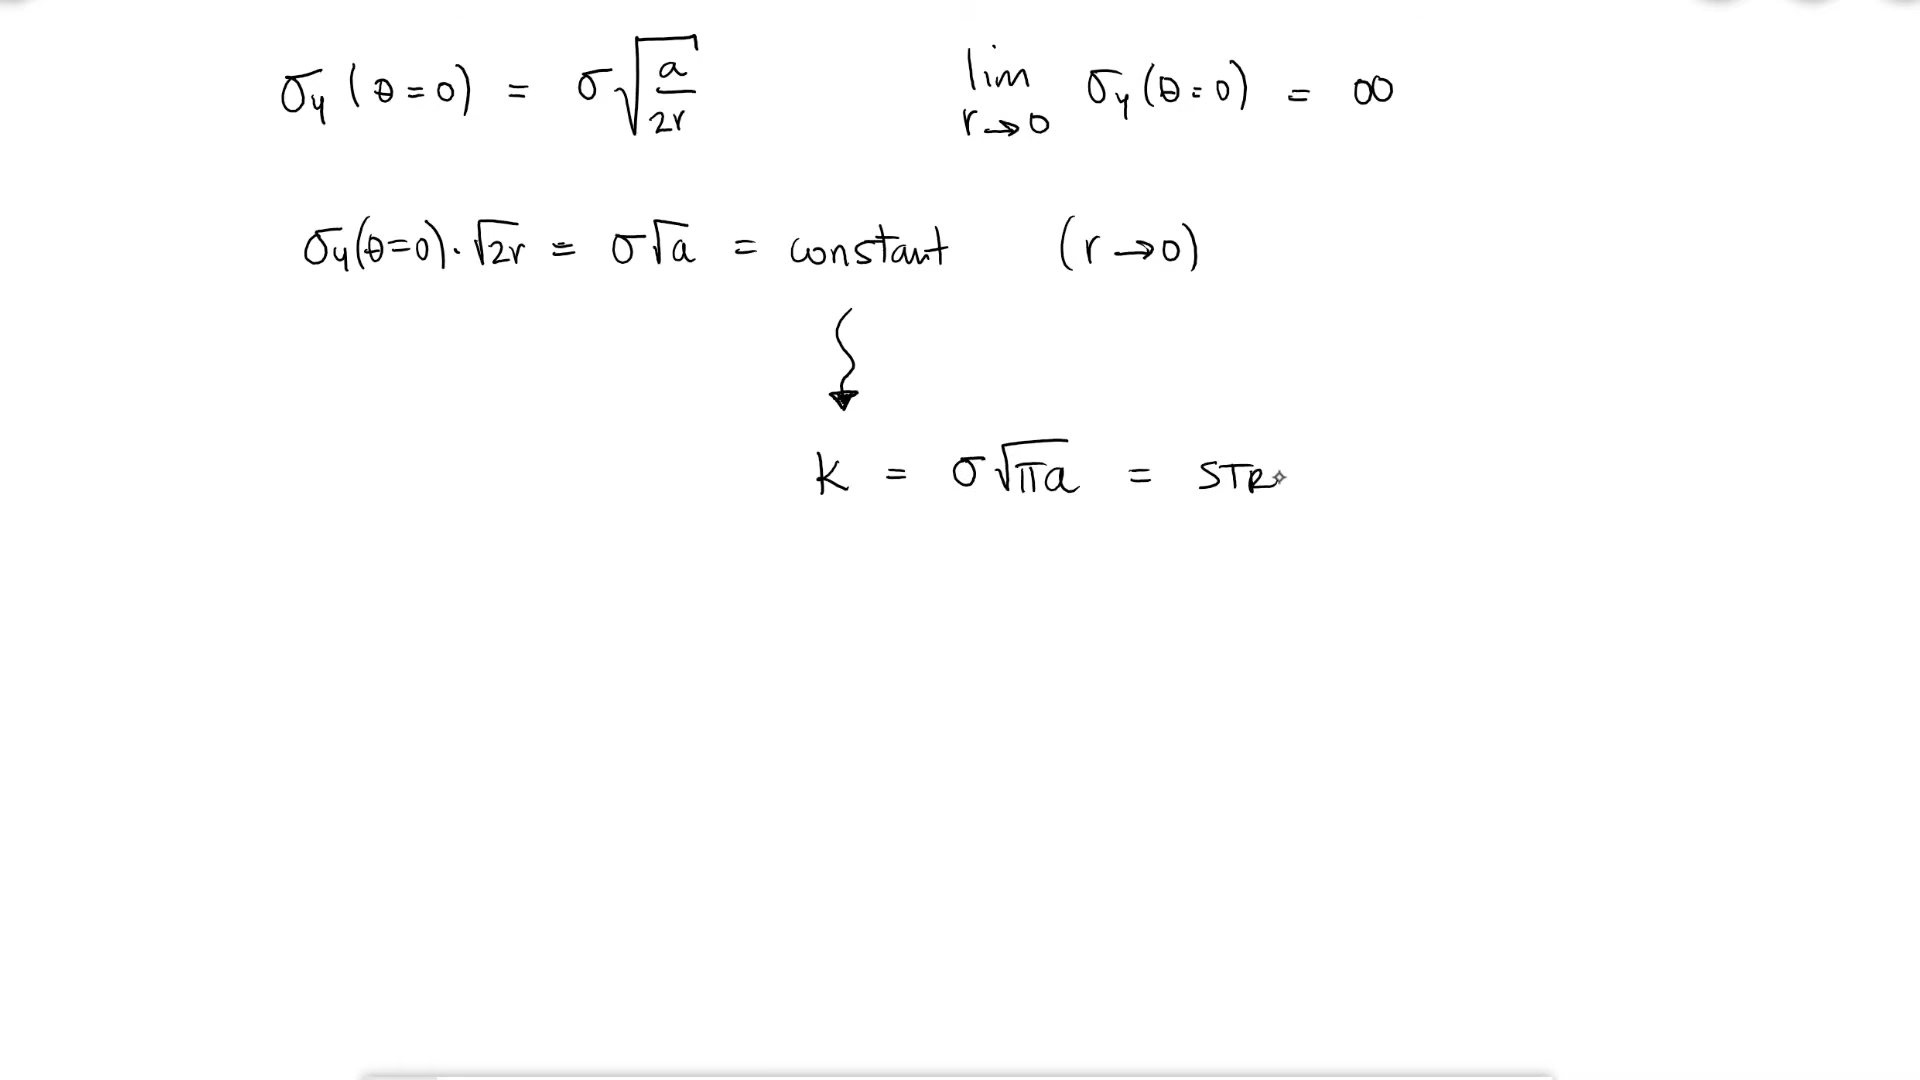 σy (θ=0) = σ√(a/2r) lim r→0 σy (θ=0) = ∞
σy(θ=0)·√2r = σ√a = constant (r→0)
K = σ√πa = STR